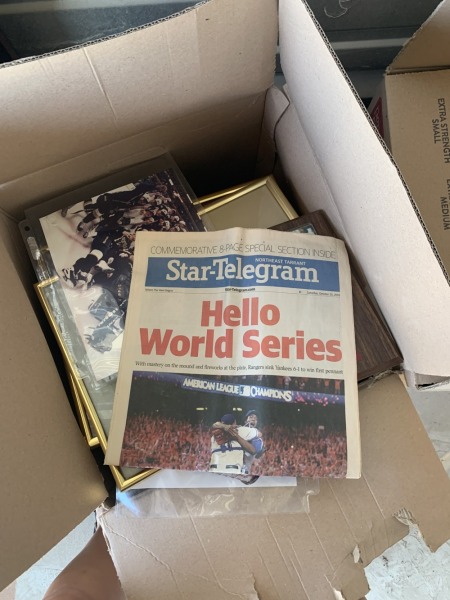 COMMEMORATIVE 8-PAGE SPECIAL SECTION INSIDE
NORTHEAST TARRANT
Star-Telegram
Hello
World Series
With mastery on the mound and fireworks at the plate, Rangers sink Yankees 6-1 to win first pennant
AMERICAN LEAGUE CHAMPIONS
EXTRA STRENGTH
SMALL
MEDIUM